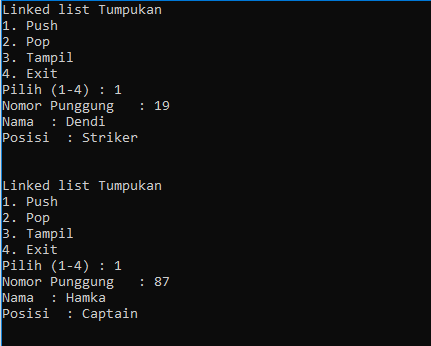 Linked list Tumpukan
1. Push
2. Pop
3. Tampil
4. Exit
Pilih (1-4) : 1
Nomor Punggung   : 19
Nama  : Dendi
Posisi  : Striker
Linked list Tumpukan
1. Push
2. Pop
3. Tampil
4. Exit
Pilih (1-4) : 1
Nomor Punggung   : 87
Nama  : Hamka
Posisi  : Captain